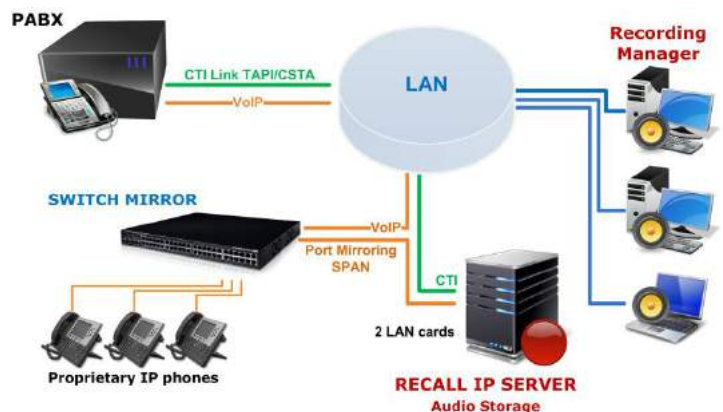 PABX
CTI Link TAPI/CSTA
VoIP
LAN
Recording
Manager
SWITCH MIRROR
VoIP
Port Mirroring
SPAN
CTI
2 LAN cards
Proprietary IP phones
RECALL IP SERVER
Audio Storage